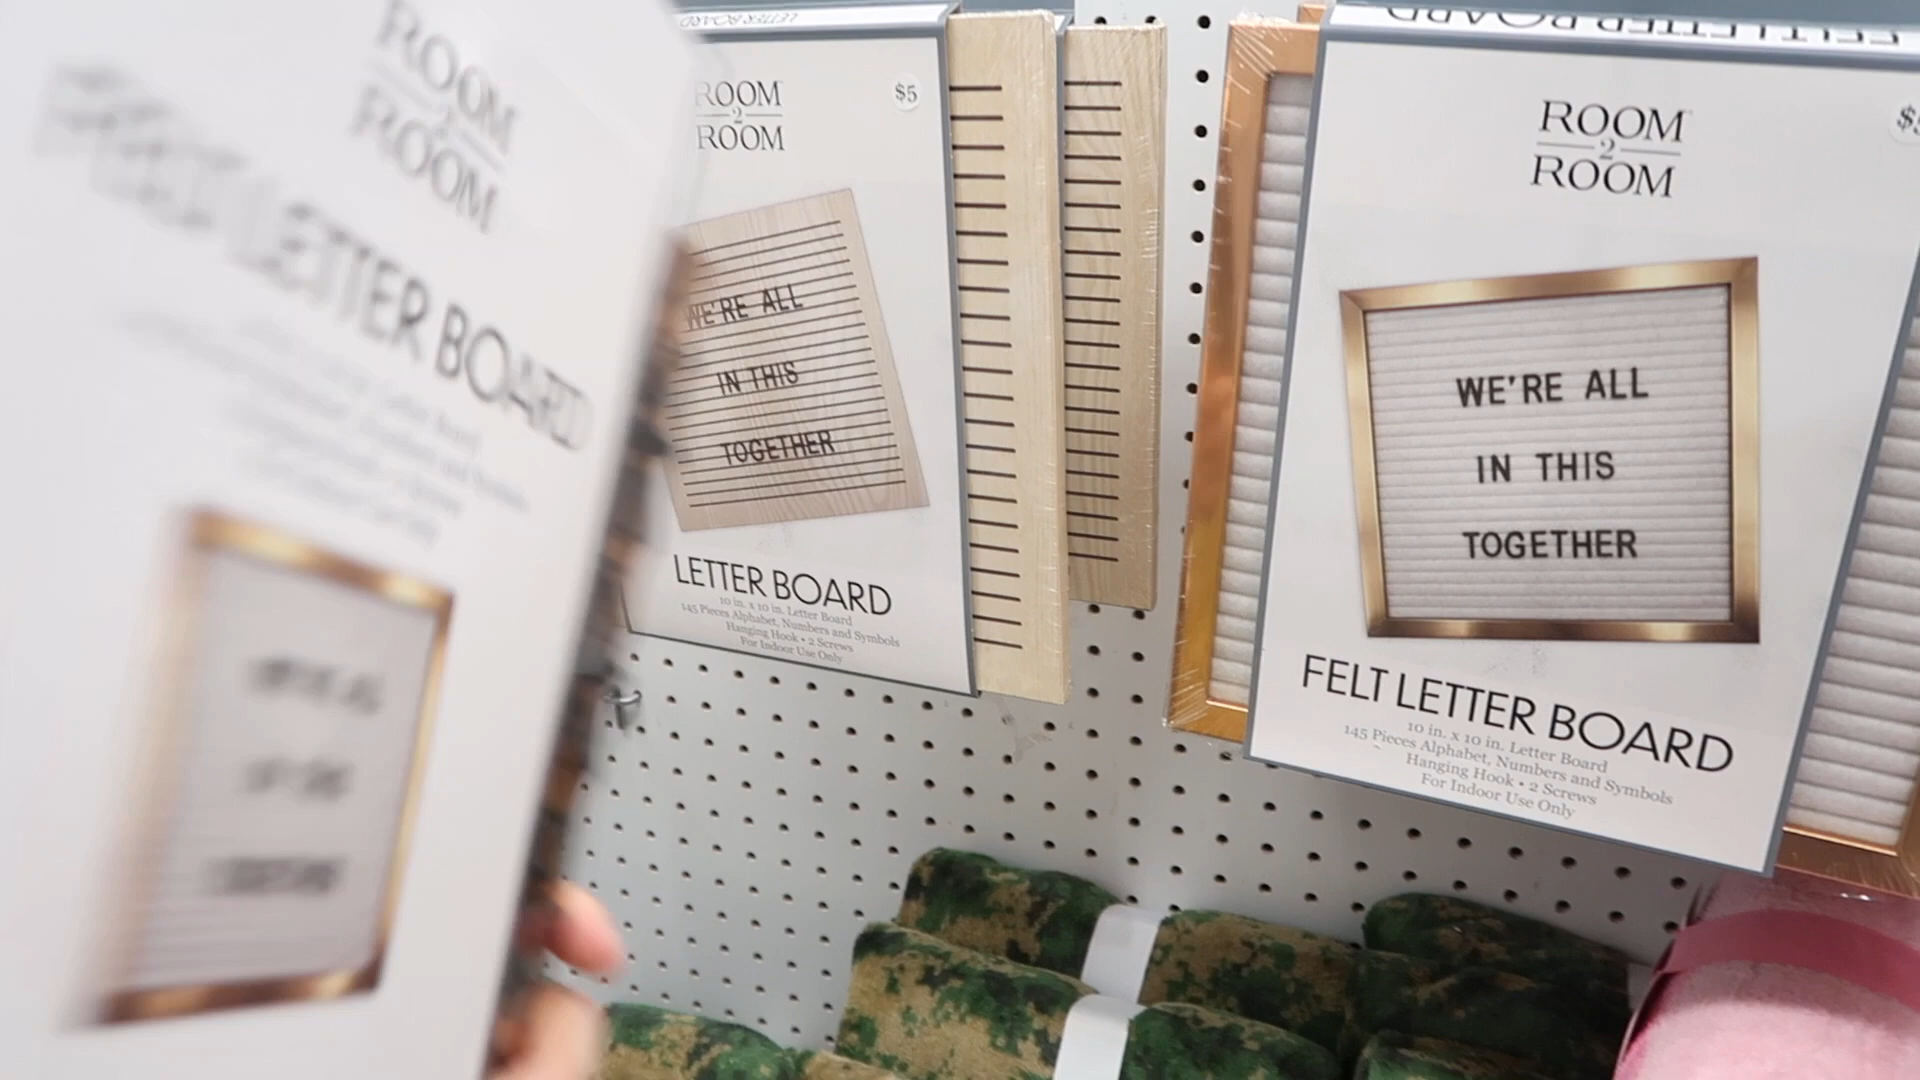 ROOM
2
ROOM
LETTER BOARD
LETTER BOARD
ROOM
2
ROOM
$5
WE'RE ALL
IN THIS
TOGETHER
LETTER BOARD
10 in. x 10 in. Letter Board
145 Pieces Alphabet, Numbers and Symbols
Hanging Hook • 2 Screws
For Indoor Use Only
FELT LETTER BOARD
ROOM
2
ROOM
WE'RE ALL
IN THIS
TOGETHER
FELT LETTER BOARD
10 in. x 10 in. Letter Board
145 Pieces Alphabet, Numbers and Symbols
Hanging Hook • 2 Screws
For Indoor Use Only